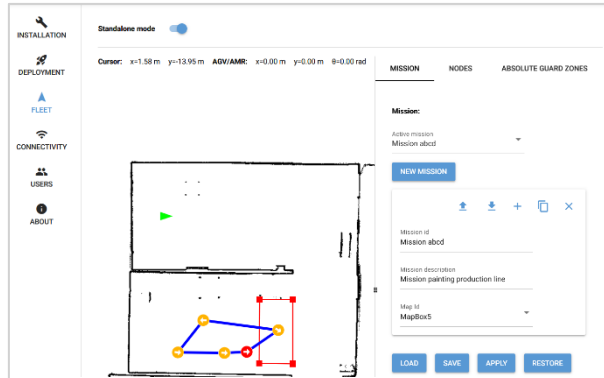 INSTALLATION
DEPLOYMENT
FLEET
CONNECTIVITY
USERS
ABOUT
Standalone mode
Cursor: x=1.58 m y=-13.95 m AGV/AMR: x=0.00 m y=0.00 m θ=0.00 rad
MISSION NODES ABSOLUTE GUARD ZONES
Mission:
Active mission
Mission abcd
NEW MISSION
Mission id
Mission abcd
Mission description
Mission painting production line
Map Id
MapBox5
LOAD SAVE APPLY RESTORE